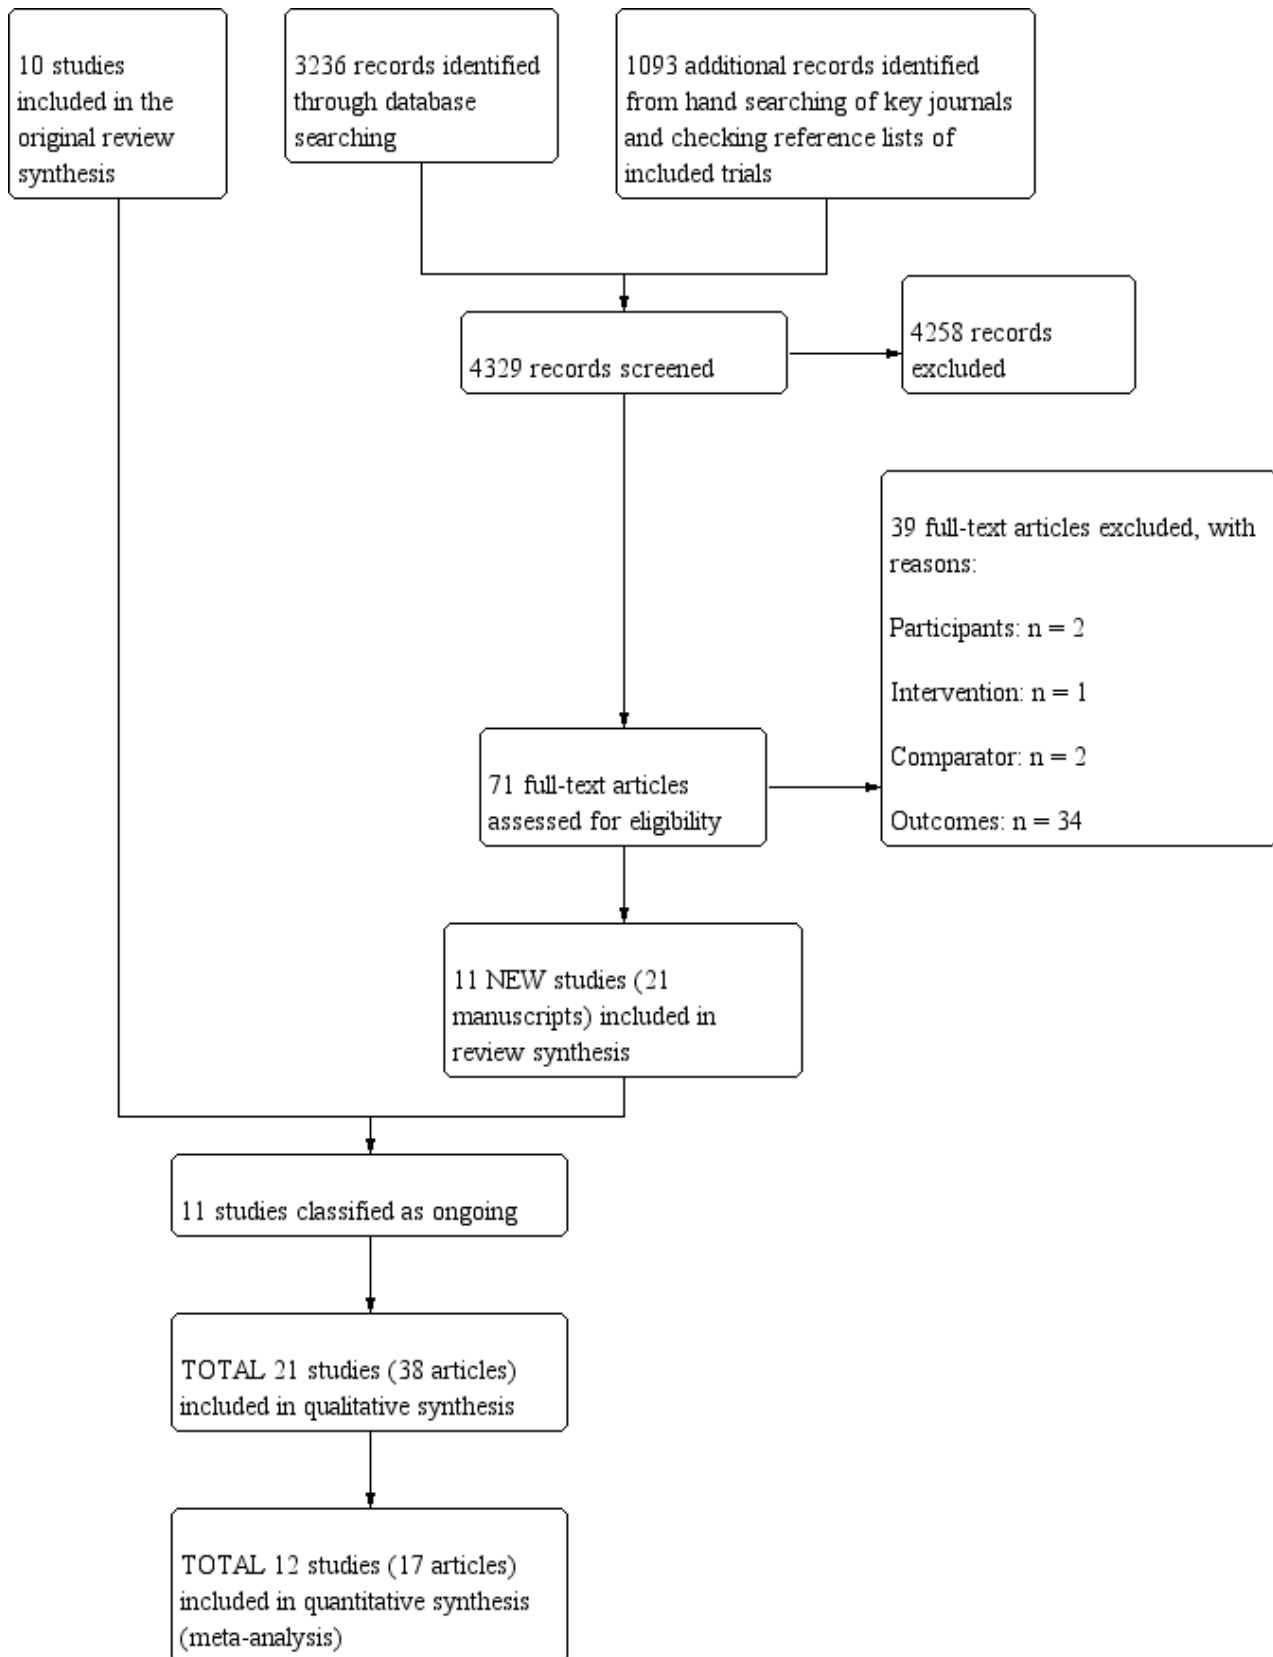 10 studies
included in the
original review
synthesis
3236 records identified
through database
searching
1093 additional records identified
from hand searching of key journals
and checking reference lists of
included trials
4329 records screened
4258 records
excluded
39 full-text articles excluded, with
reasons:
Participants: n = 2
Intervention: n = 1
Comparator: n = 2
Outcomes: n = 34
71 full-text articles
assessed for eligibility
11 NEW studies (21
manuscripts) included in
review synthesis
11 studies classified as ongoing
TOTAL 21 studies (38 articles)
included in qualitative synthesis
TOTAL 12 studies (17 articles)
included in quantitative synthesis
(meta-analysis)